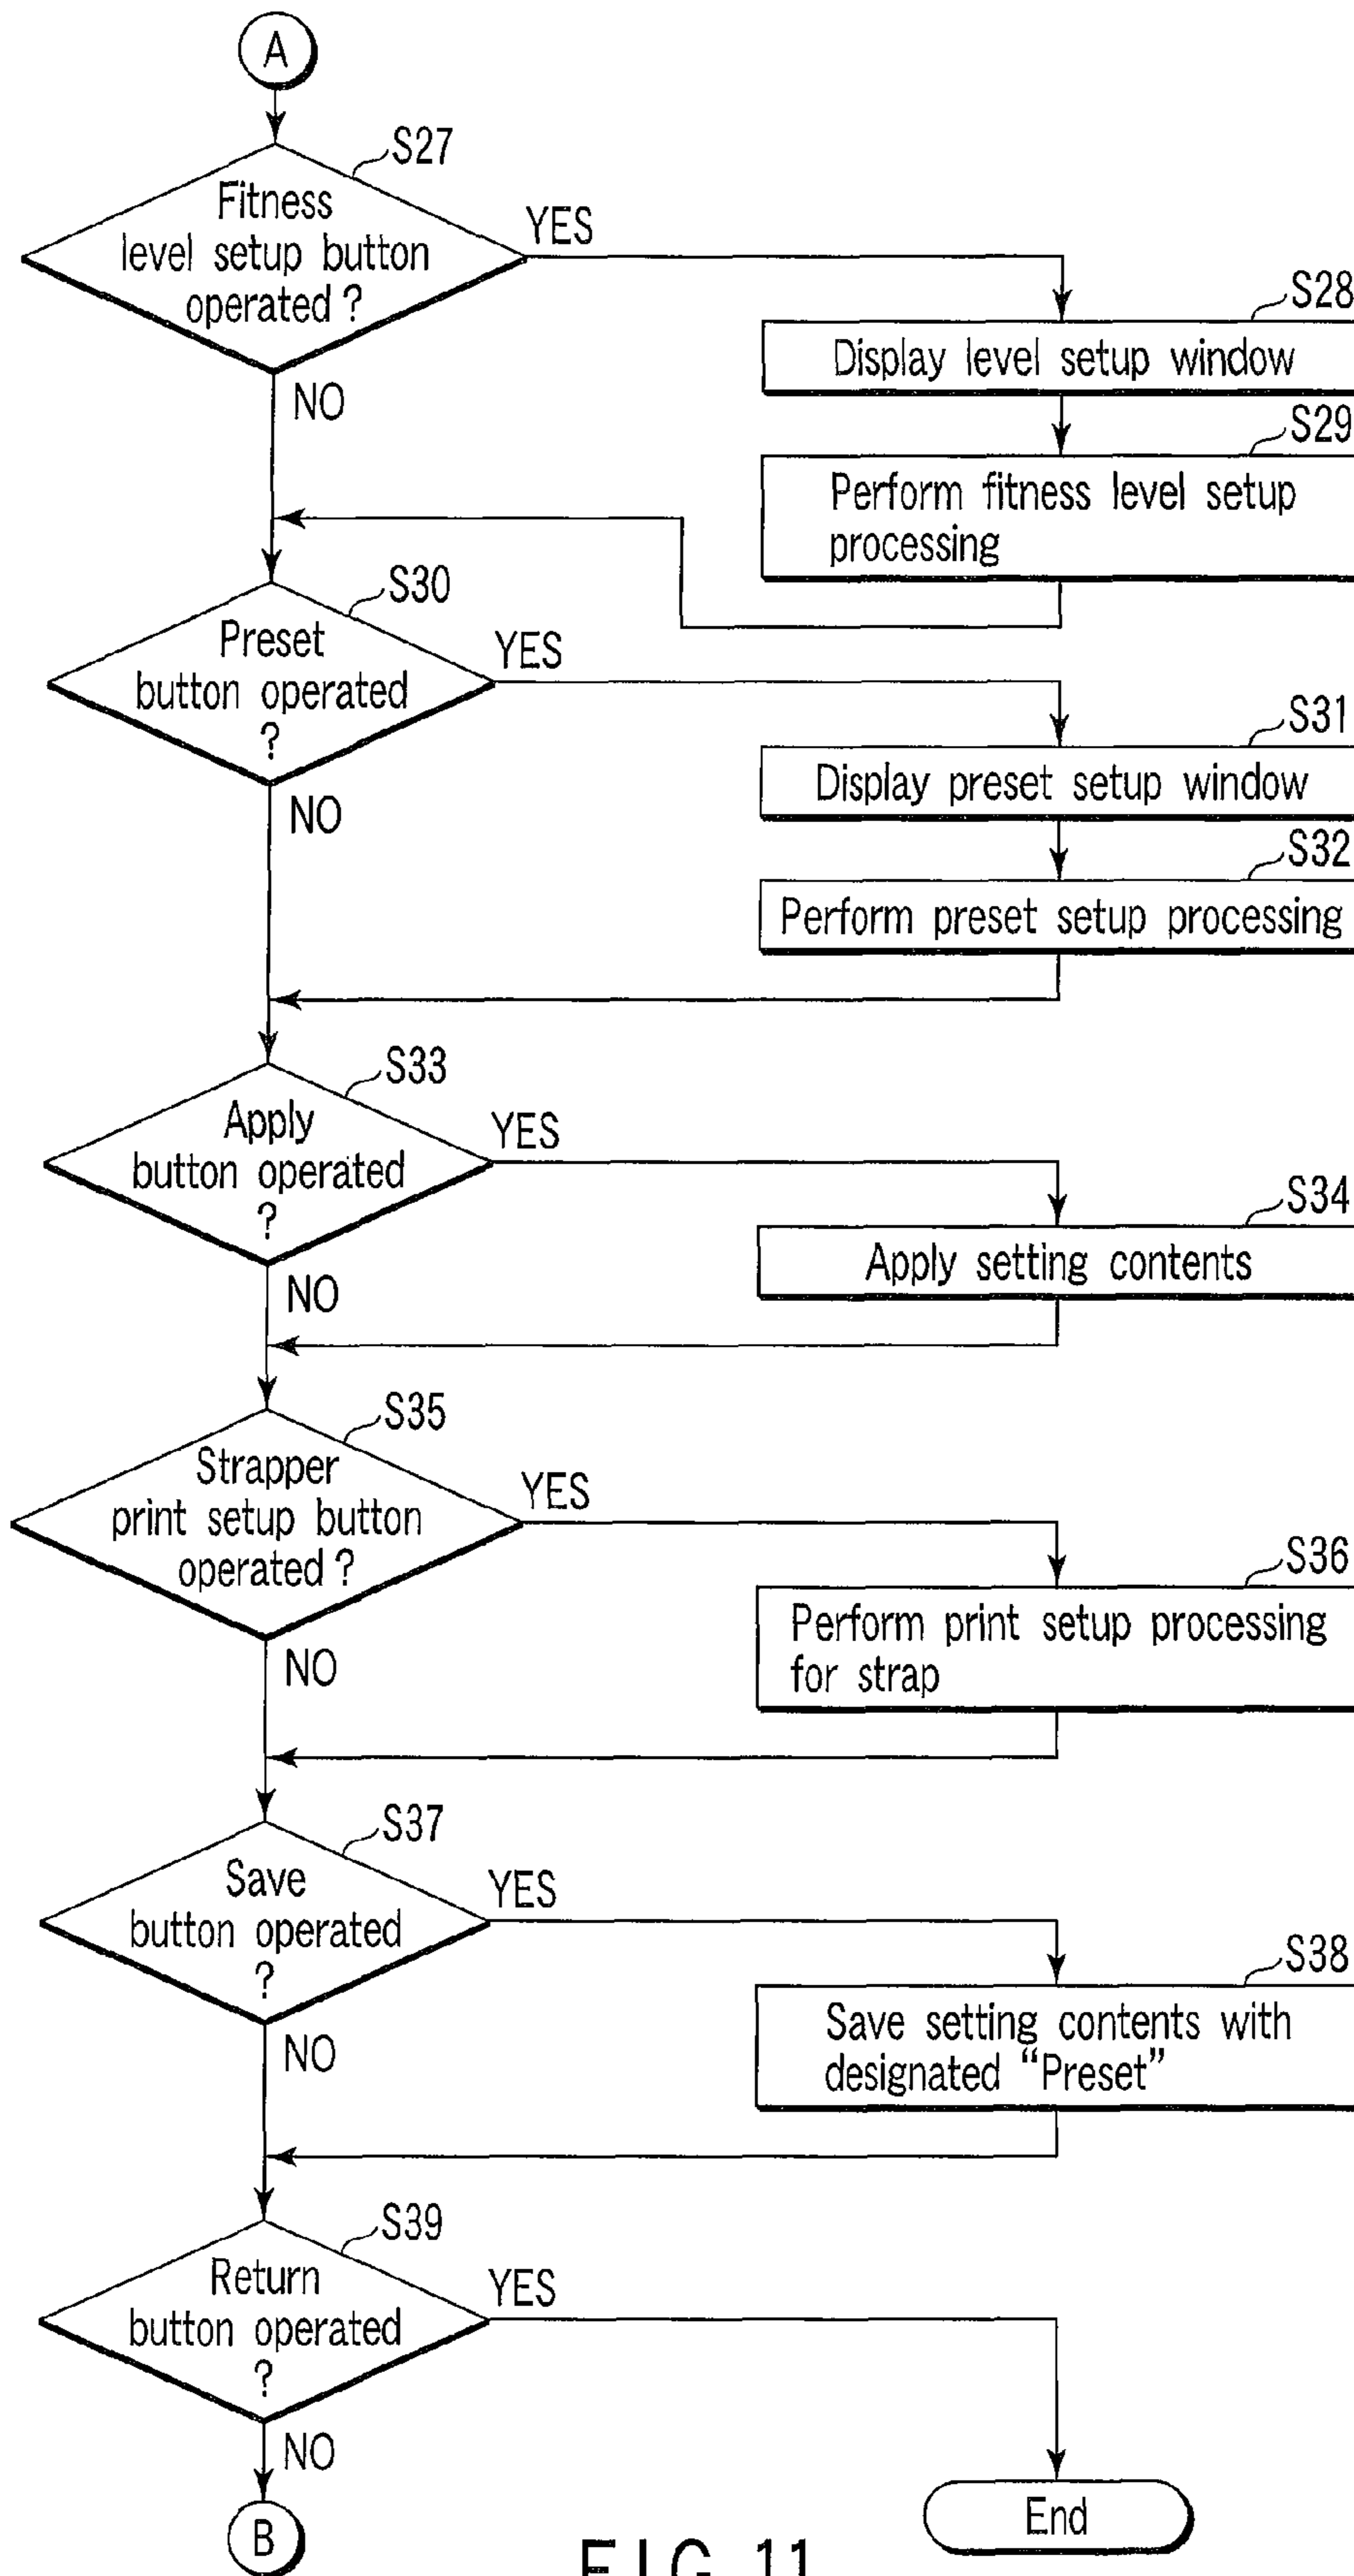 A
S27
Fitness
level setup button
operated ?
YES
NO
S28
Display level setup window
S29
Perform fitness level setup
processing
S30
Preset
button operated
?
YES
NO
S31
Display preset setup window
S32
Perform preset setup processing
S33
Apply
button operated
?
YES
NO
S34
Apply setting contents
S35
Strapper
print setup button
operated ?
YES
NO
S36
Perform print setup processing
for strap
S37
Save
button operated
?
YES
NO
S38
Save setting contents with
designated “Preset”
S39
Return
button operated
?
YES
NO
B
End
FIG. 11